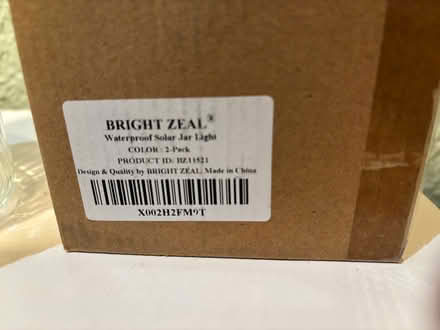 BRIGHT ZEAL®
Waterproof Solar Jar Light
COLOR: 2-Pack
PRODUCT ID: BZ11521
Design & Quality by BRIGHT ZEAL, Made in China
X002H2FM9T